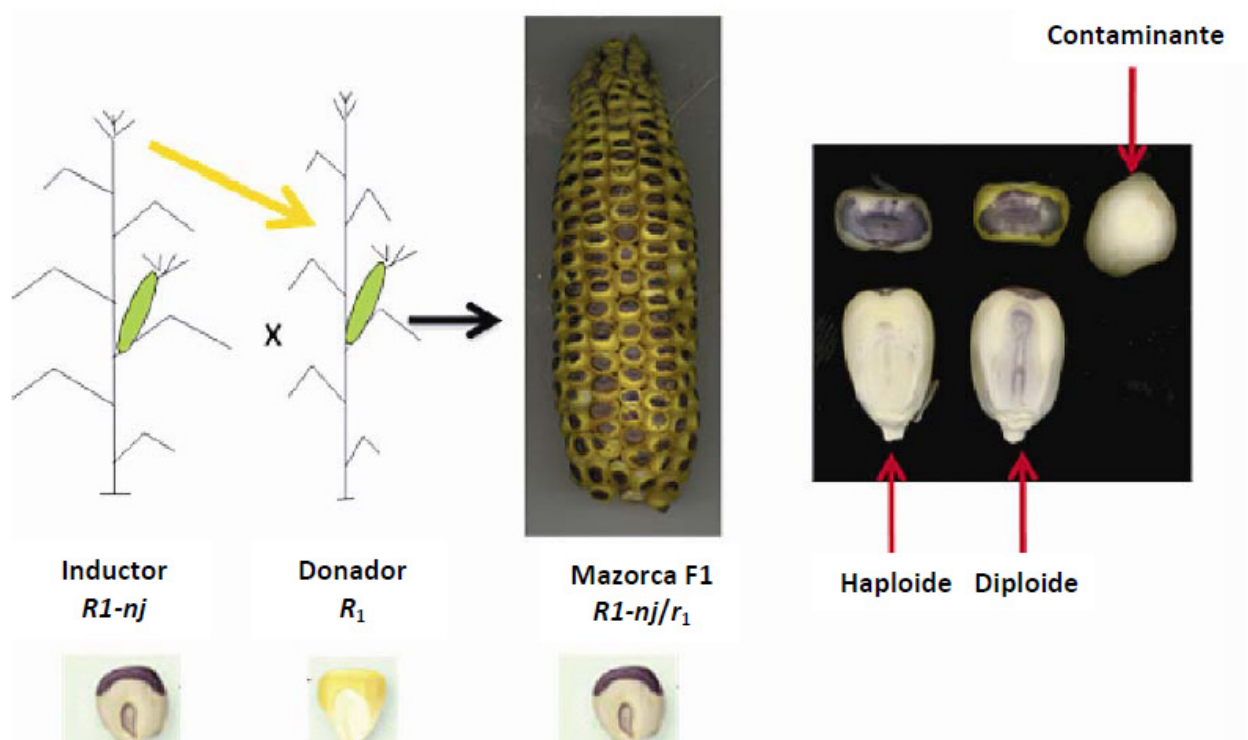 Contaminante
x
Haploide Diploide
Inductor
R1-nj
Donador
R₁
Mazorca F1
R1-nj/r₁